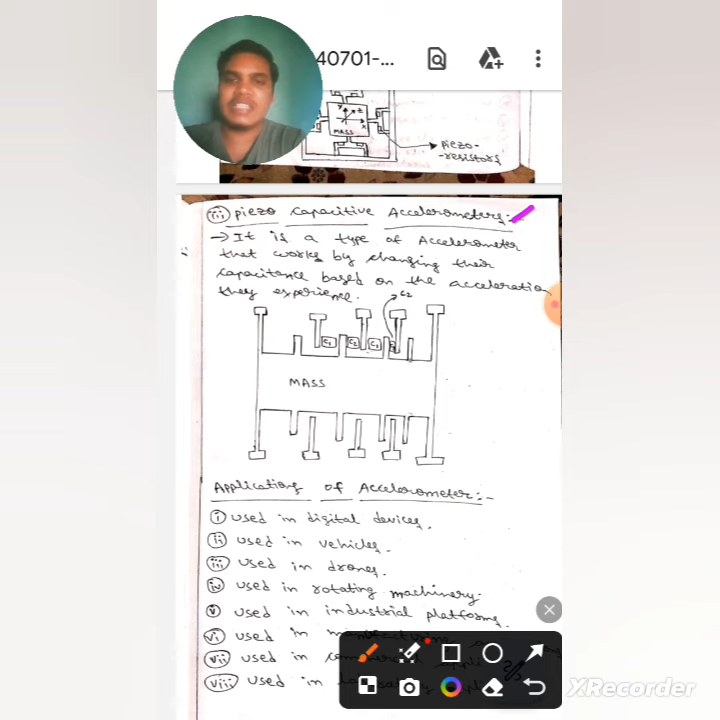 40701-...
MASS
piezo-
-resistors
(iii) piezo capacitive Accelerometers:-
→ It is a type of Accelerometer
that works by changing their
capacitance based on the acceleration
they experience.
C2
C1 C2 C1
MASS
Applications of Accelerometer:-
(i) used in digital devices.
(ii) used in vehicles.
(iii) used in drones.
(iv) used in rotating machinery.
(v) used in industrial platforms.
(vi) used in
(vii) used in
(viii) used in
XRecorder